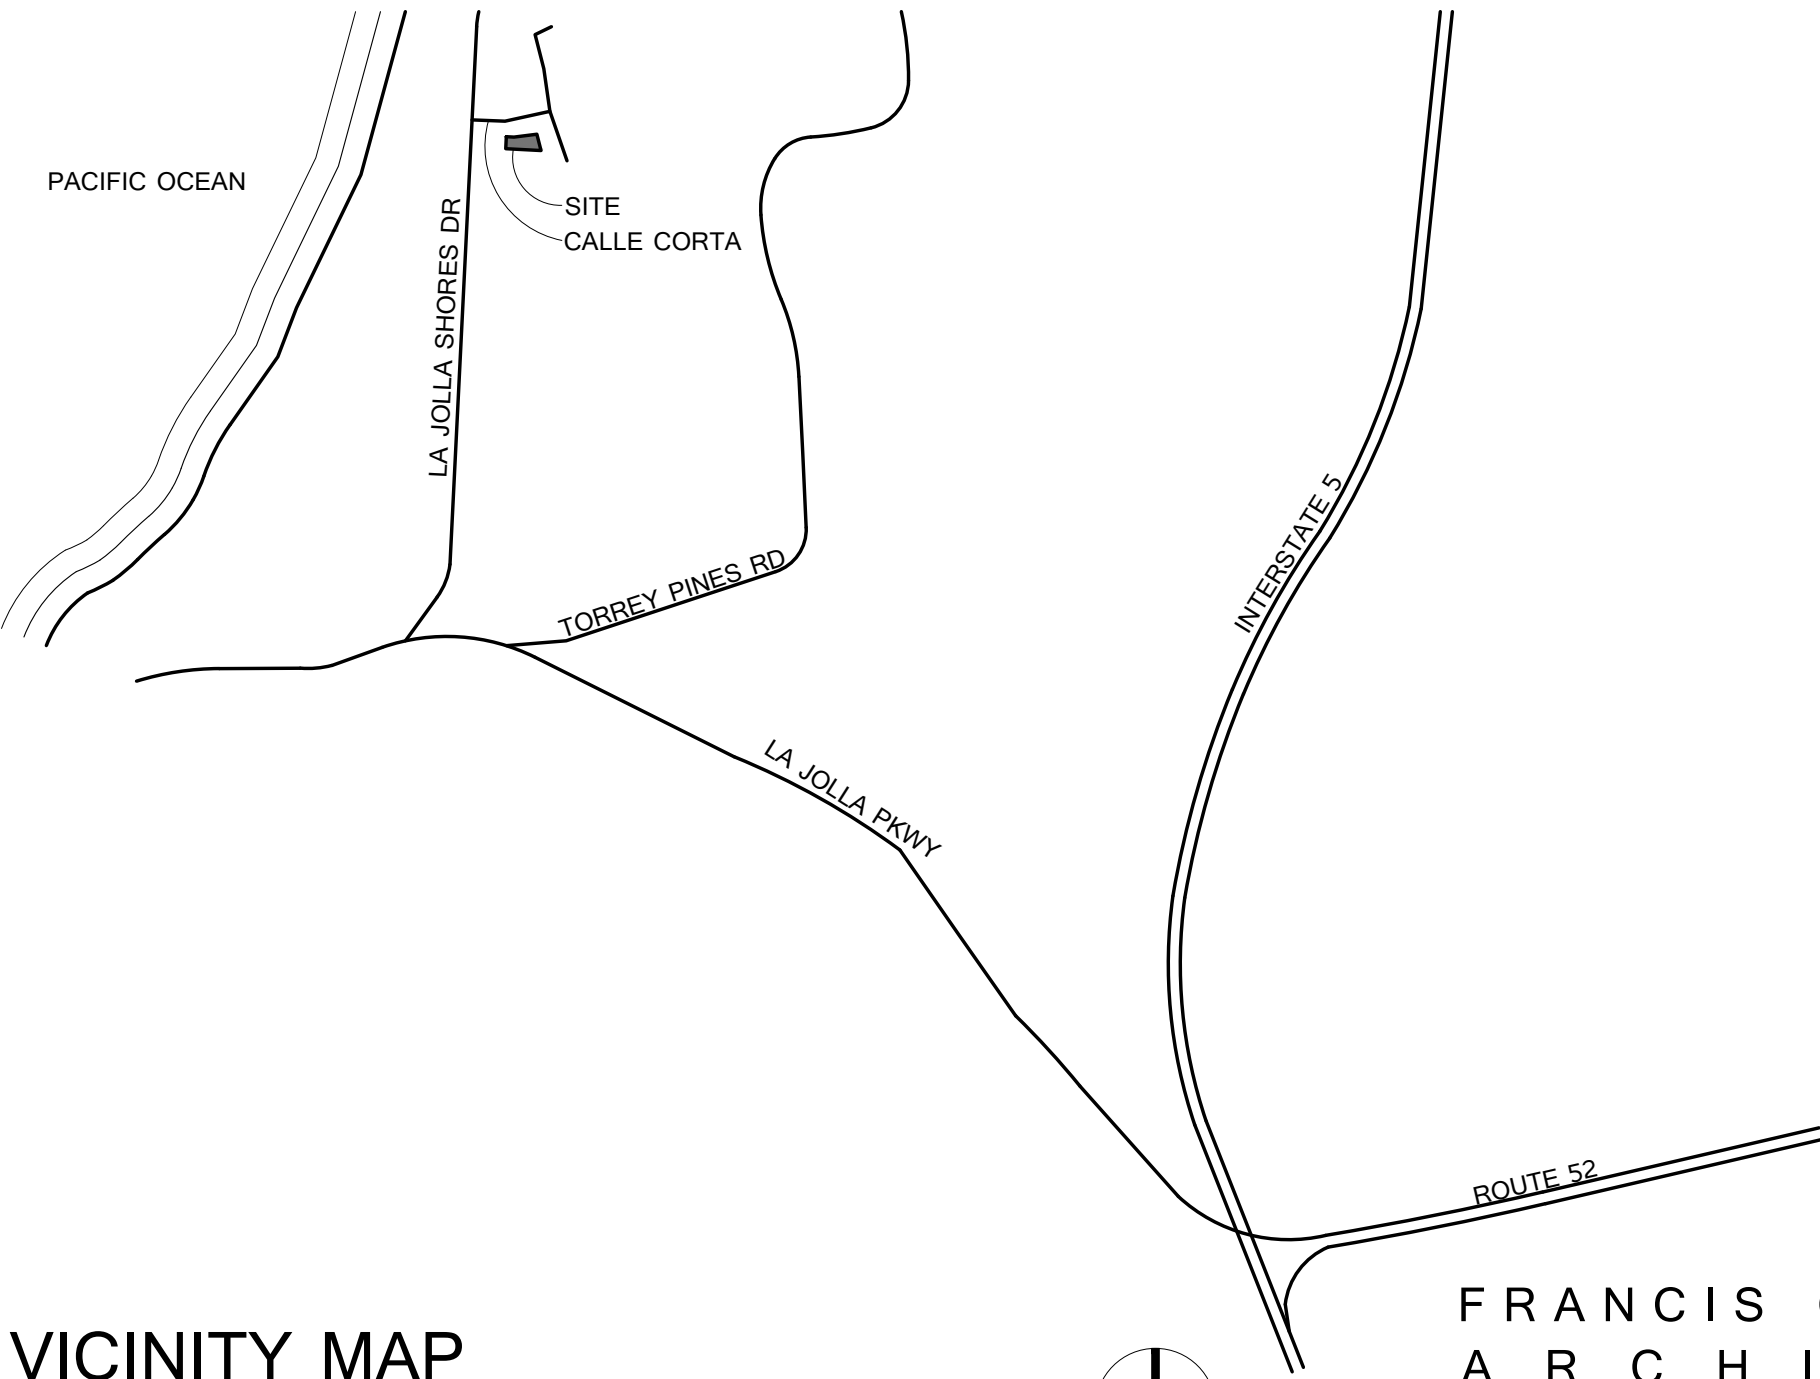 PACIFIC OCEAN
SITE
CALLE CORTA
LA JOLLA SHORES DR
TORREY PINES RD
INTERSTATE 5
LA JOLLA PKWY
ROUTE 52
VICINITY MAP
FRANCIS
ARCHI